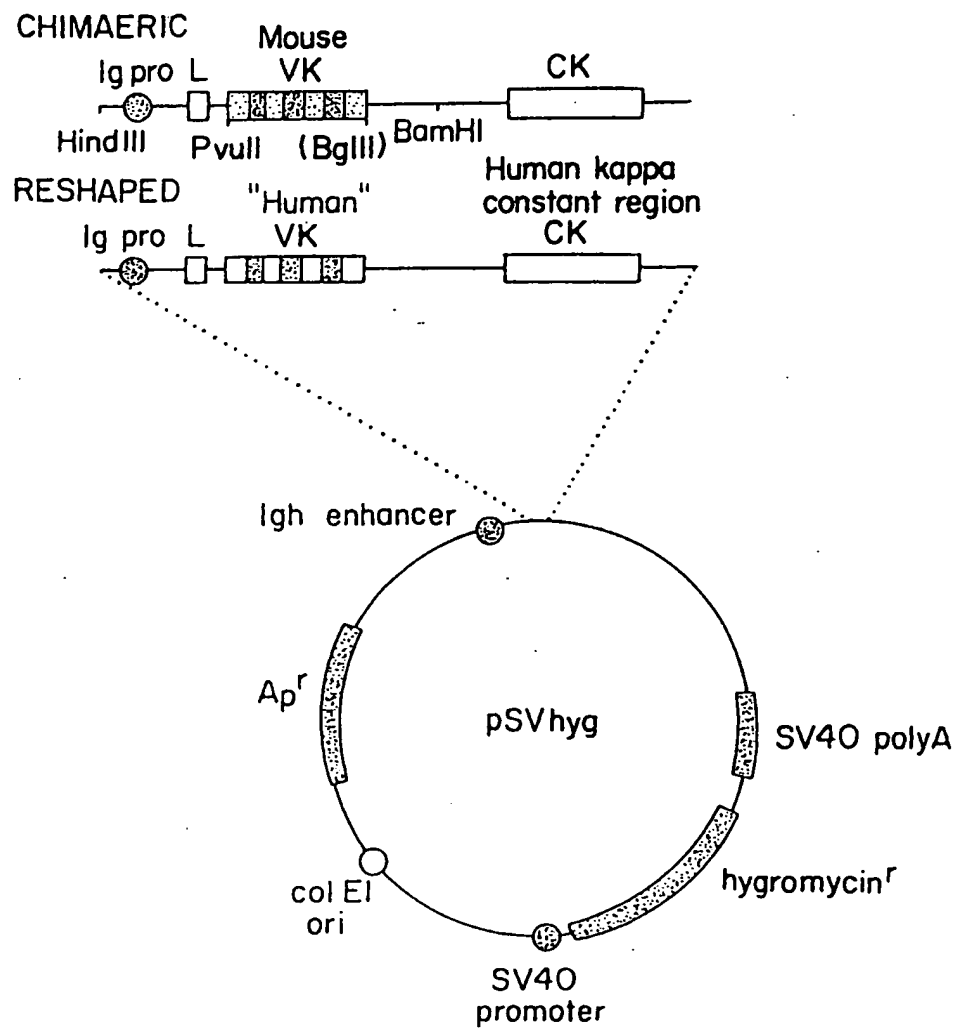 CHIMAERIC
Mouse
Ig pro L VK CK
HindIII PvuII (BglII) BamHI
RESHAPED "Human" Human kappa
constant region
Ig pro L VK CK
Igh enhancer
Ap^r
pSVhyg
SV40 polyA
hygromycin^r
col EI
ori
SV40
promoter